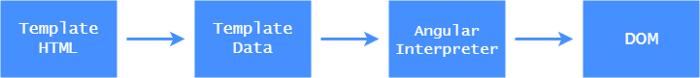 Template
HTML
Template
Data
Angular
Interpreter
DOM